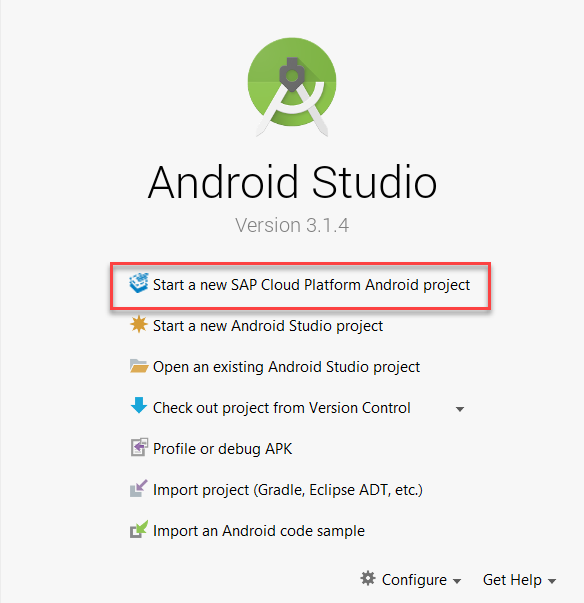 Android Studio
Version 3.1.4
Start a new SAP Cloud Platform Android project
Start a new Android Studio project
Open an existing Android Studio project
Check out project from Version Control
Profile or debug APK
Import project (Gradle, Eclipse ADT, etc.)
Import an Android code sample
Configure Get Help